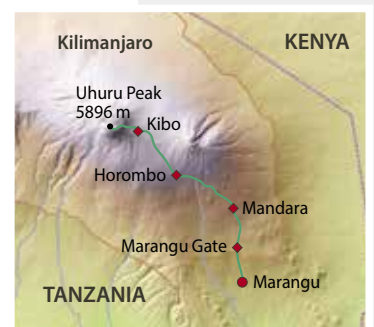 Kilimanjaro
KENYA
Uhuru Peak
5896 m
Kibo
Horombo
Mandara
Marangu Gate
Marangu
TANZANIA